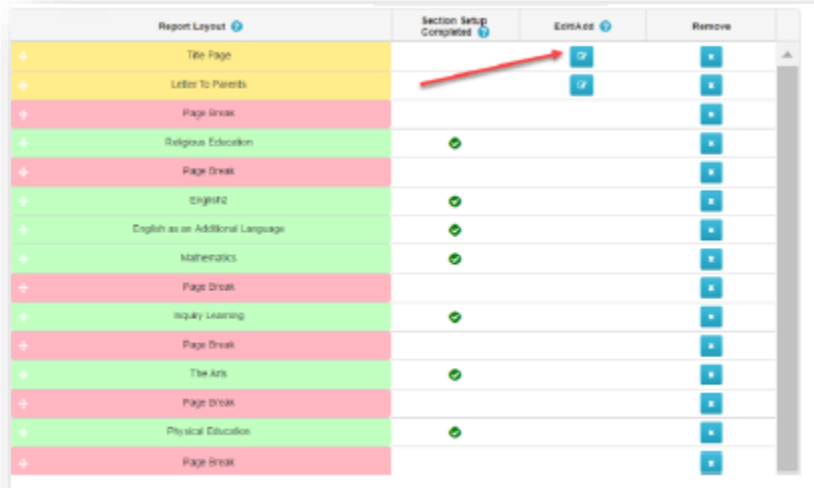 Report Layout
Section Setup
Completed
Edit/Add
Remove
Title Page
Letter To Parents
Page Break
Religious Education
Page Break
English2
English as an Additional Language
Mathematics
Page Break
Inquiry Learning
Page Break
The Arts
Page Break
Physical Education
Page Break